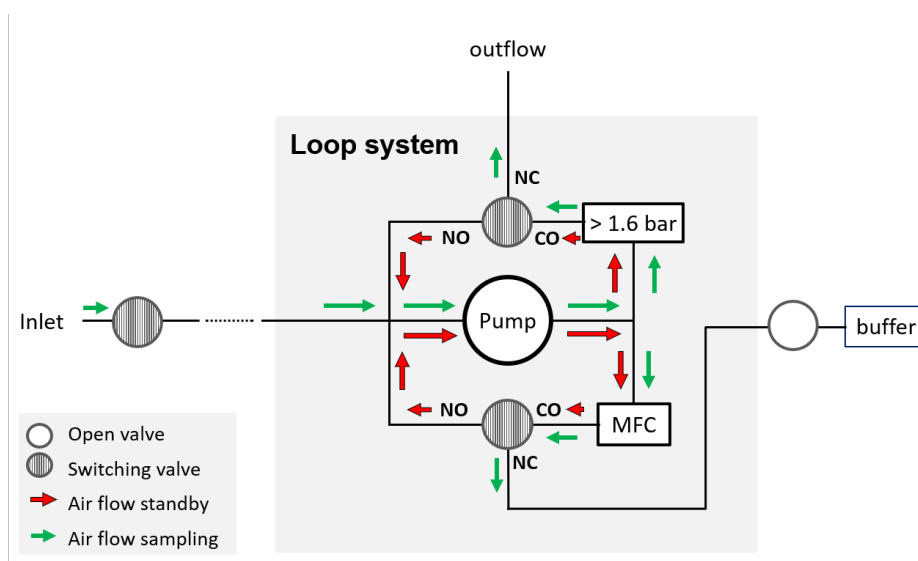 outflow
Loop system
NC
NO
CO
> 1.6 bar
Inlet
Pump
buffer
NO
CO
MFC
NC
Open valve
Switching valve
Air flow standby
Air flow sampling